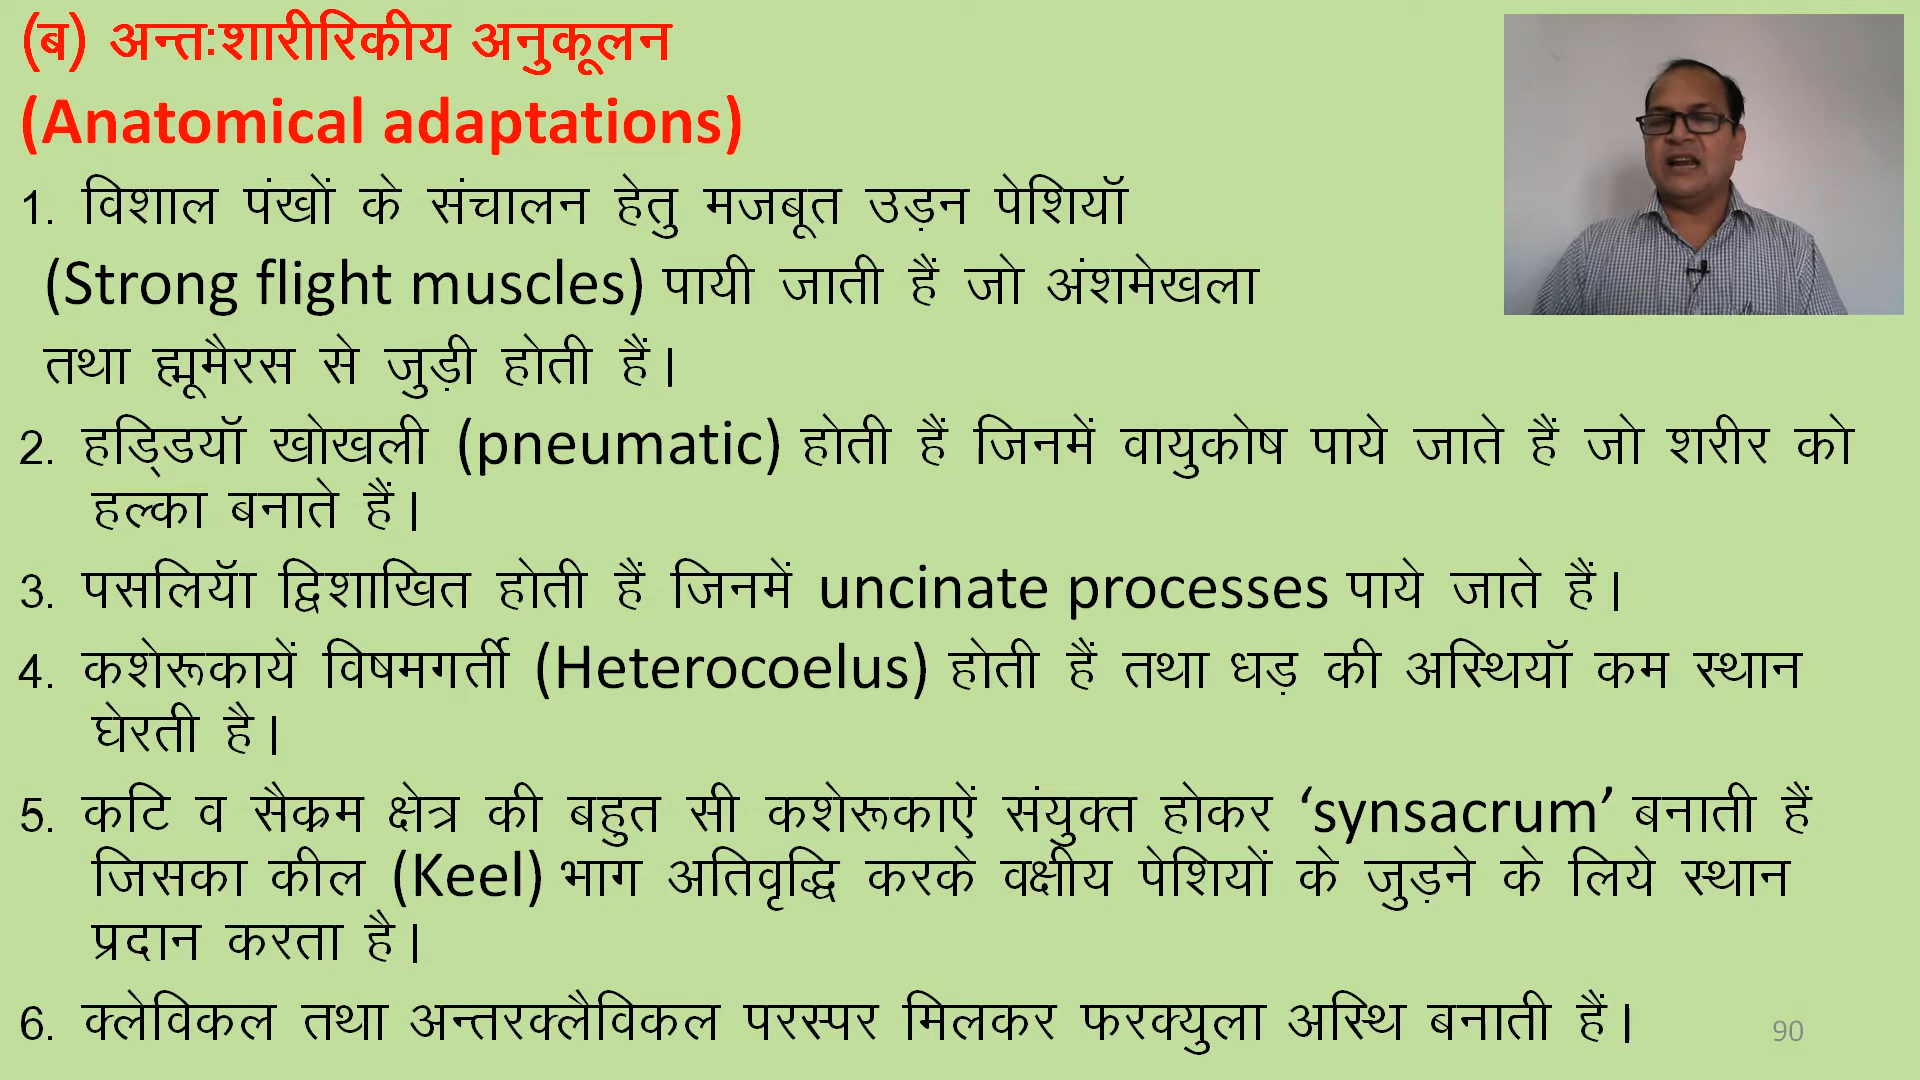 (ब) अन्तःशारीरिकीय अनुकूलन
(Anatomical adaptations)
1. विशाल पंखों के संचालन हेतु मजबूत उड़न पेशियॉ
(Strong flight muscles) पायी जाती हैं जो अंशमेखला
तथा ह्यूमैरस से जुड़ी होती हैं।
2. हडि्डयॉ खोखली (pneumatic) होती हैं जिनमें वायुकोष पाये जाते हैं जो शरीर को
हल्का बनाते हैं।
3. पसलियॉ द्विशाखित होती हैं जिनमें uncinate processes पाये जाते हैं।
4. कशेरूकायें विषमगर्ती (Heterocoelus) होती हैं तथा धड़ की अस्थियॉ कम स्थान
घेरती है।
5. कटि व सैक्रम क्षेत्र की बहुत सी कशेरूकाऐं संयुक्त होकर ‘synsacrum’ बनाती हैं
जिसका कील (Keel) भाग अतिवृद्धि करके वक्षीय पेशियों के जुड़ने के लिये स्थान
प्रदान करता है।
6. क्लेविकल तथा अन्तरक्लैविकल परस्पर मिलकर फरक्युला अस्थि बनाती हैं।
90